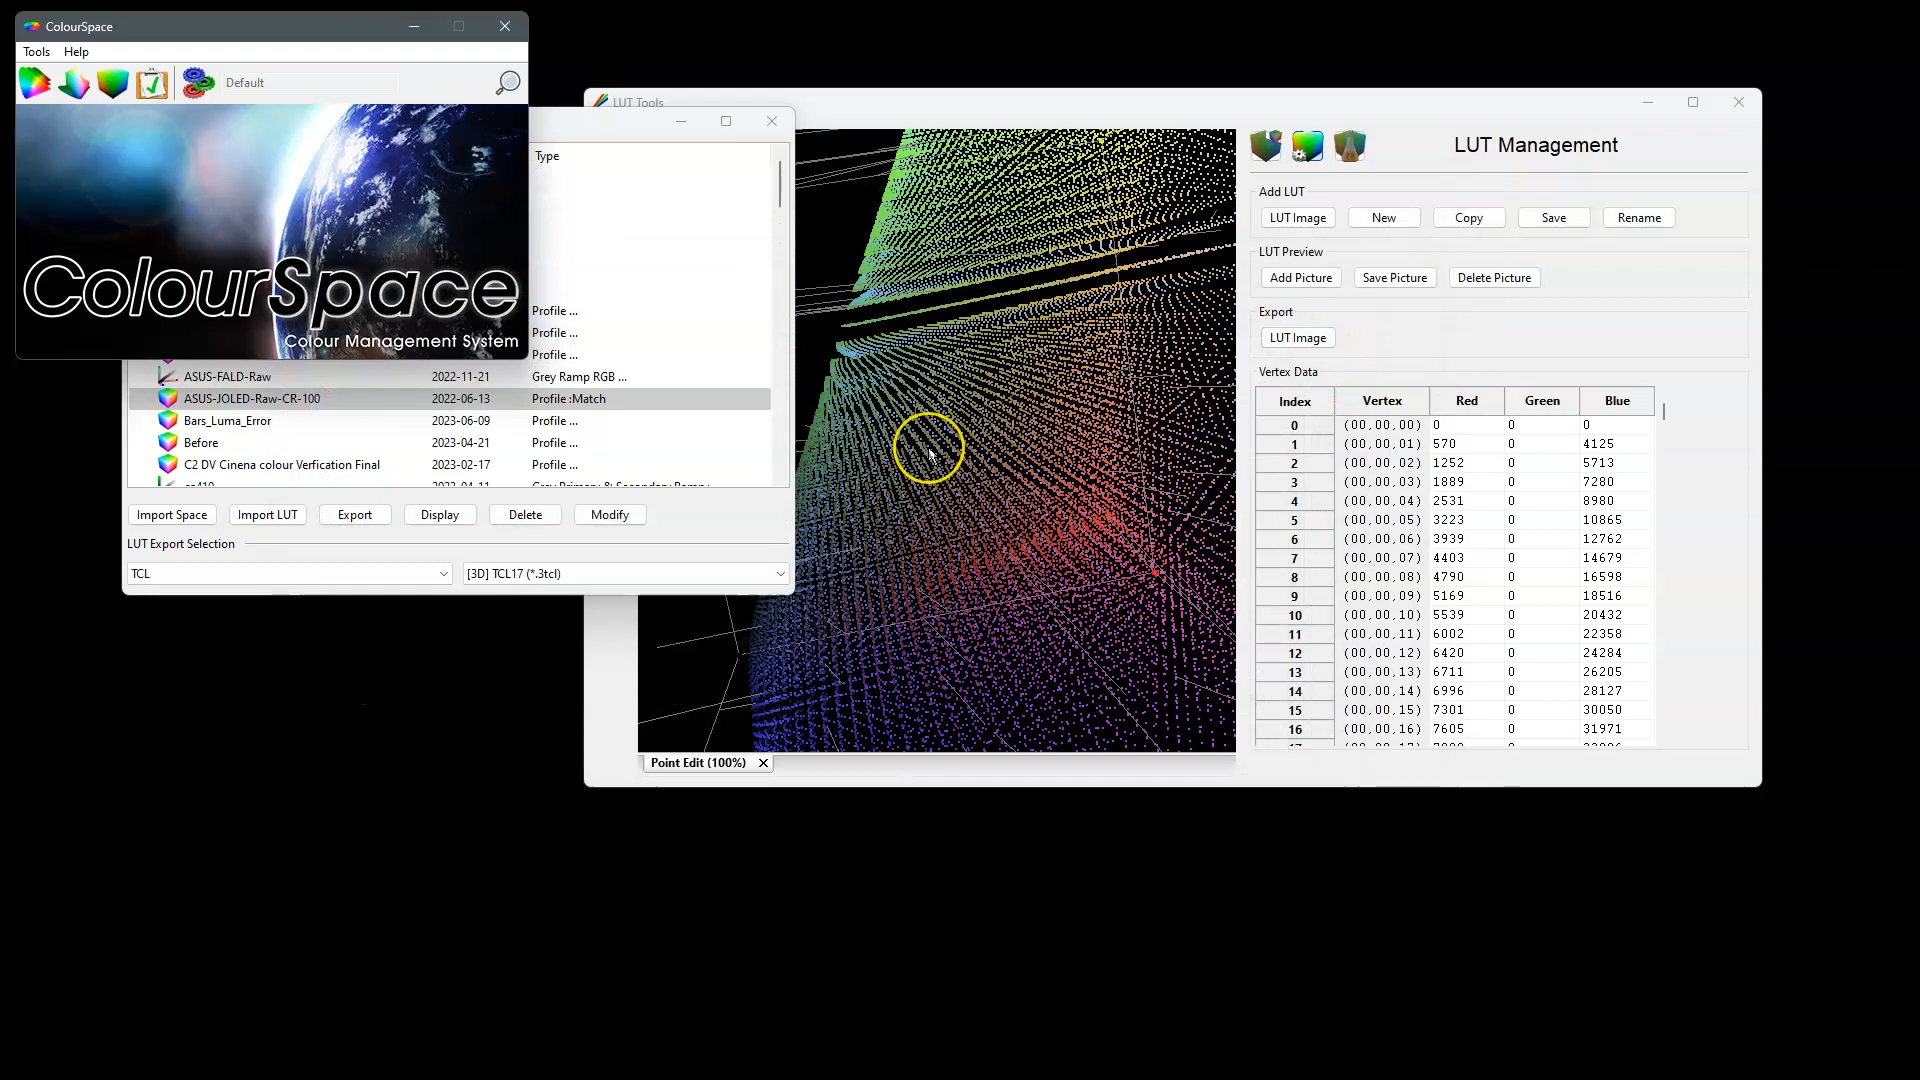 ColourSpace
Tools Help
Default
ColourSpace
Colour Management System
Type
Profile ...
Profile ...
Profile ...
ASUS-FALD-Raw 2022-11-21 Grey Ramp RGB ...
ASUS-JOLED-Raw-CR-100 2022-06-13 Profile :Match
Bars_Luma_Error 2023-06-09 Profile ...
Before 2023-04-21 Profile ...
C2 DV Cinema colour Verfication Final 2023-02-17 Profile ...
Import Space Import LUT Export Display Delete Modify
LUT Export Selection
TCL [3D] TCL17 (*.3tcl)
LUT Tools
Point Edit (100%)
LUT Management
Add LUT
LUT Image New Copy Save Rename
LUT Preview
Add Picture Save Picture Delete Picture
Export
LUT Image
Vertex Data
Index Vertex Red Green Blue
0 (00,00,00) 0 0 0
1 (00,00,01) 570 0 4125
2 (00,00,02) 1252 0 5713
3 (00,00,03) 1889 0 7280
4 (00,00,04) 2531 0 8980
5 (00,00,05) 3223 0 10865
6 (00,00,06) 3939 0 12762
7 (00,00,07) 4403 0 14679
8 (00,00,08) 4790 0 16598
9 (00,00,09) 5169 0 18516
10 (00,00,10) 5539 0 20432
11 (00,00,11) 6002 0 22358
12 (00,00,12) 6420 0 24284
13 (00,00,13) 6711 0 26205
14 (00,00,14) 6996 0 28127
15 (00,00,15) 7301 0 30050
16 (00,00,16) 7605 0 31971